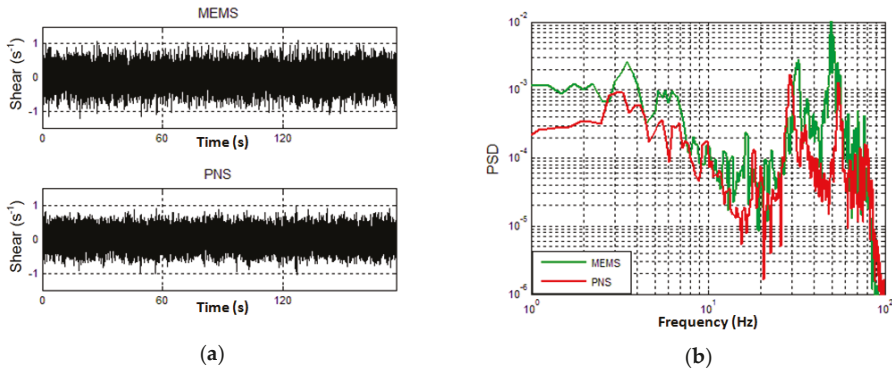 MEMS
Shear (s⁻¹)
1
0
-1
0
60
120
Time (s)
PNS
Shear (s⁻¹)
1
0
-1
0
60
120
Time (s)
(a)
PSD
10⁻²
10⁻³
10⁻⁴
10⁻⁵
10⁻⁶
MEMS
PNS
10⁰
10¹
10²
Frequency (Hz)
(b)